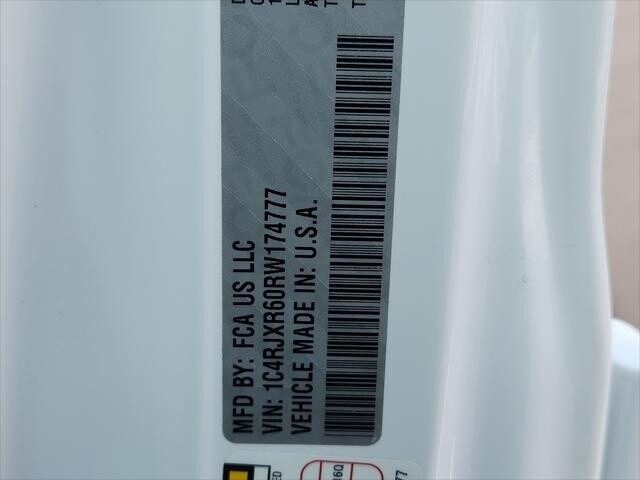 MFD BY: FCA US LLC
VIN: 1C4RJXR60RW174777
VEHICLE MADE IN: U.S.A.